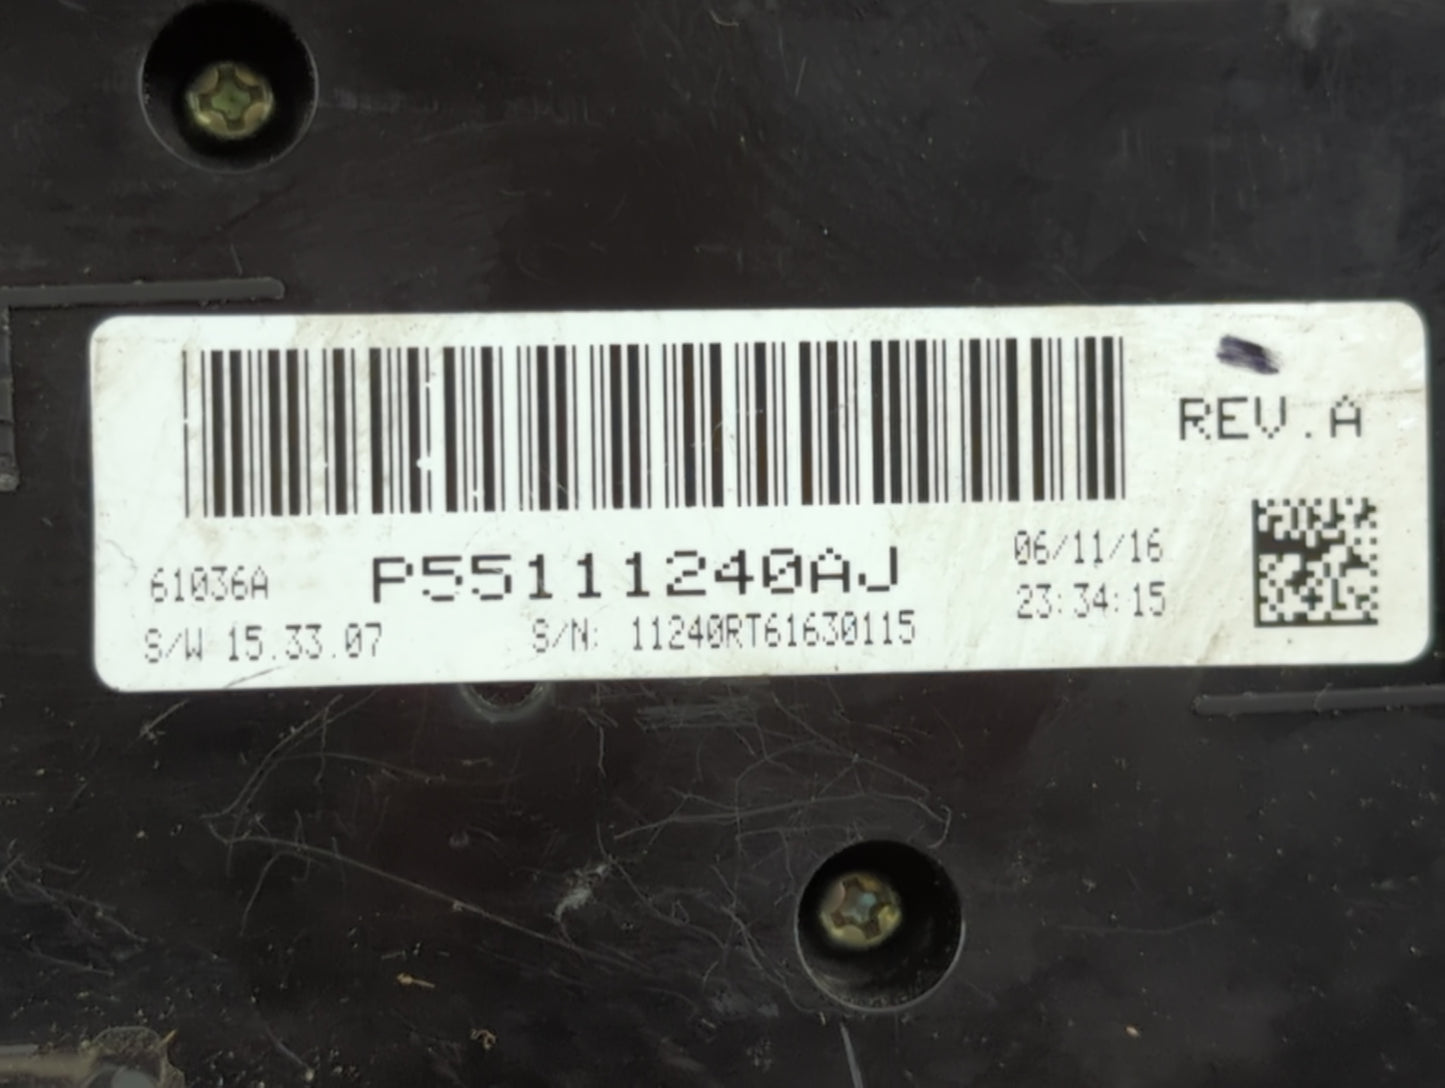 REV.A
61036A P55111240AJ 06/11/16
23:34:15
S/W 15.33.07 S/N: 11240RT61630115